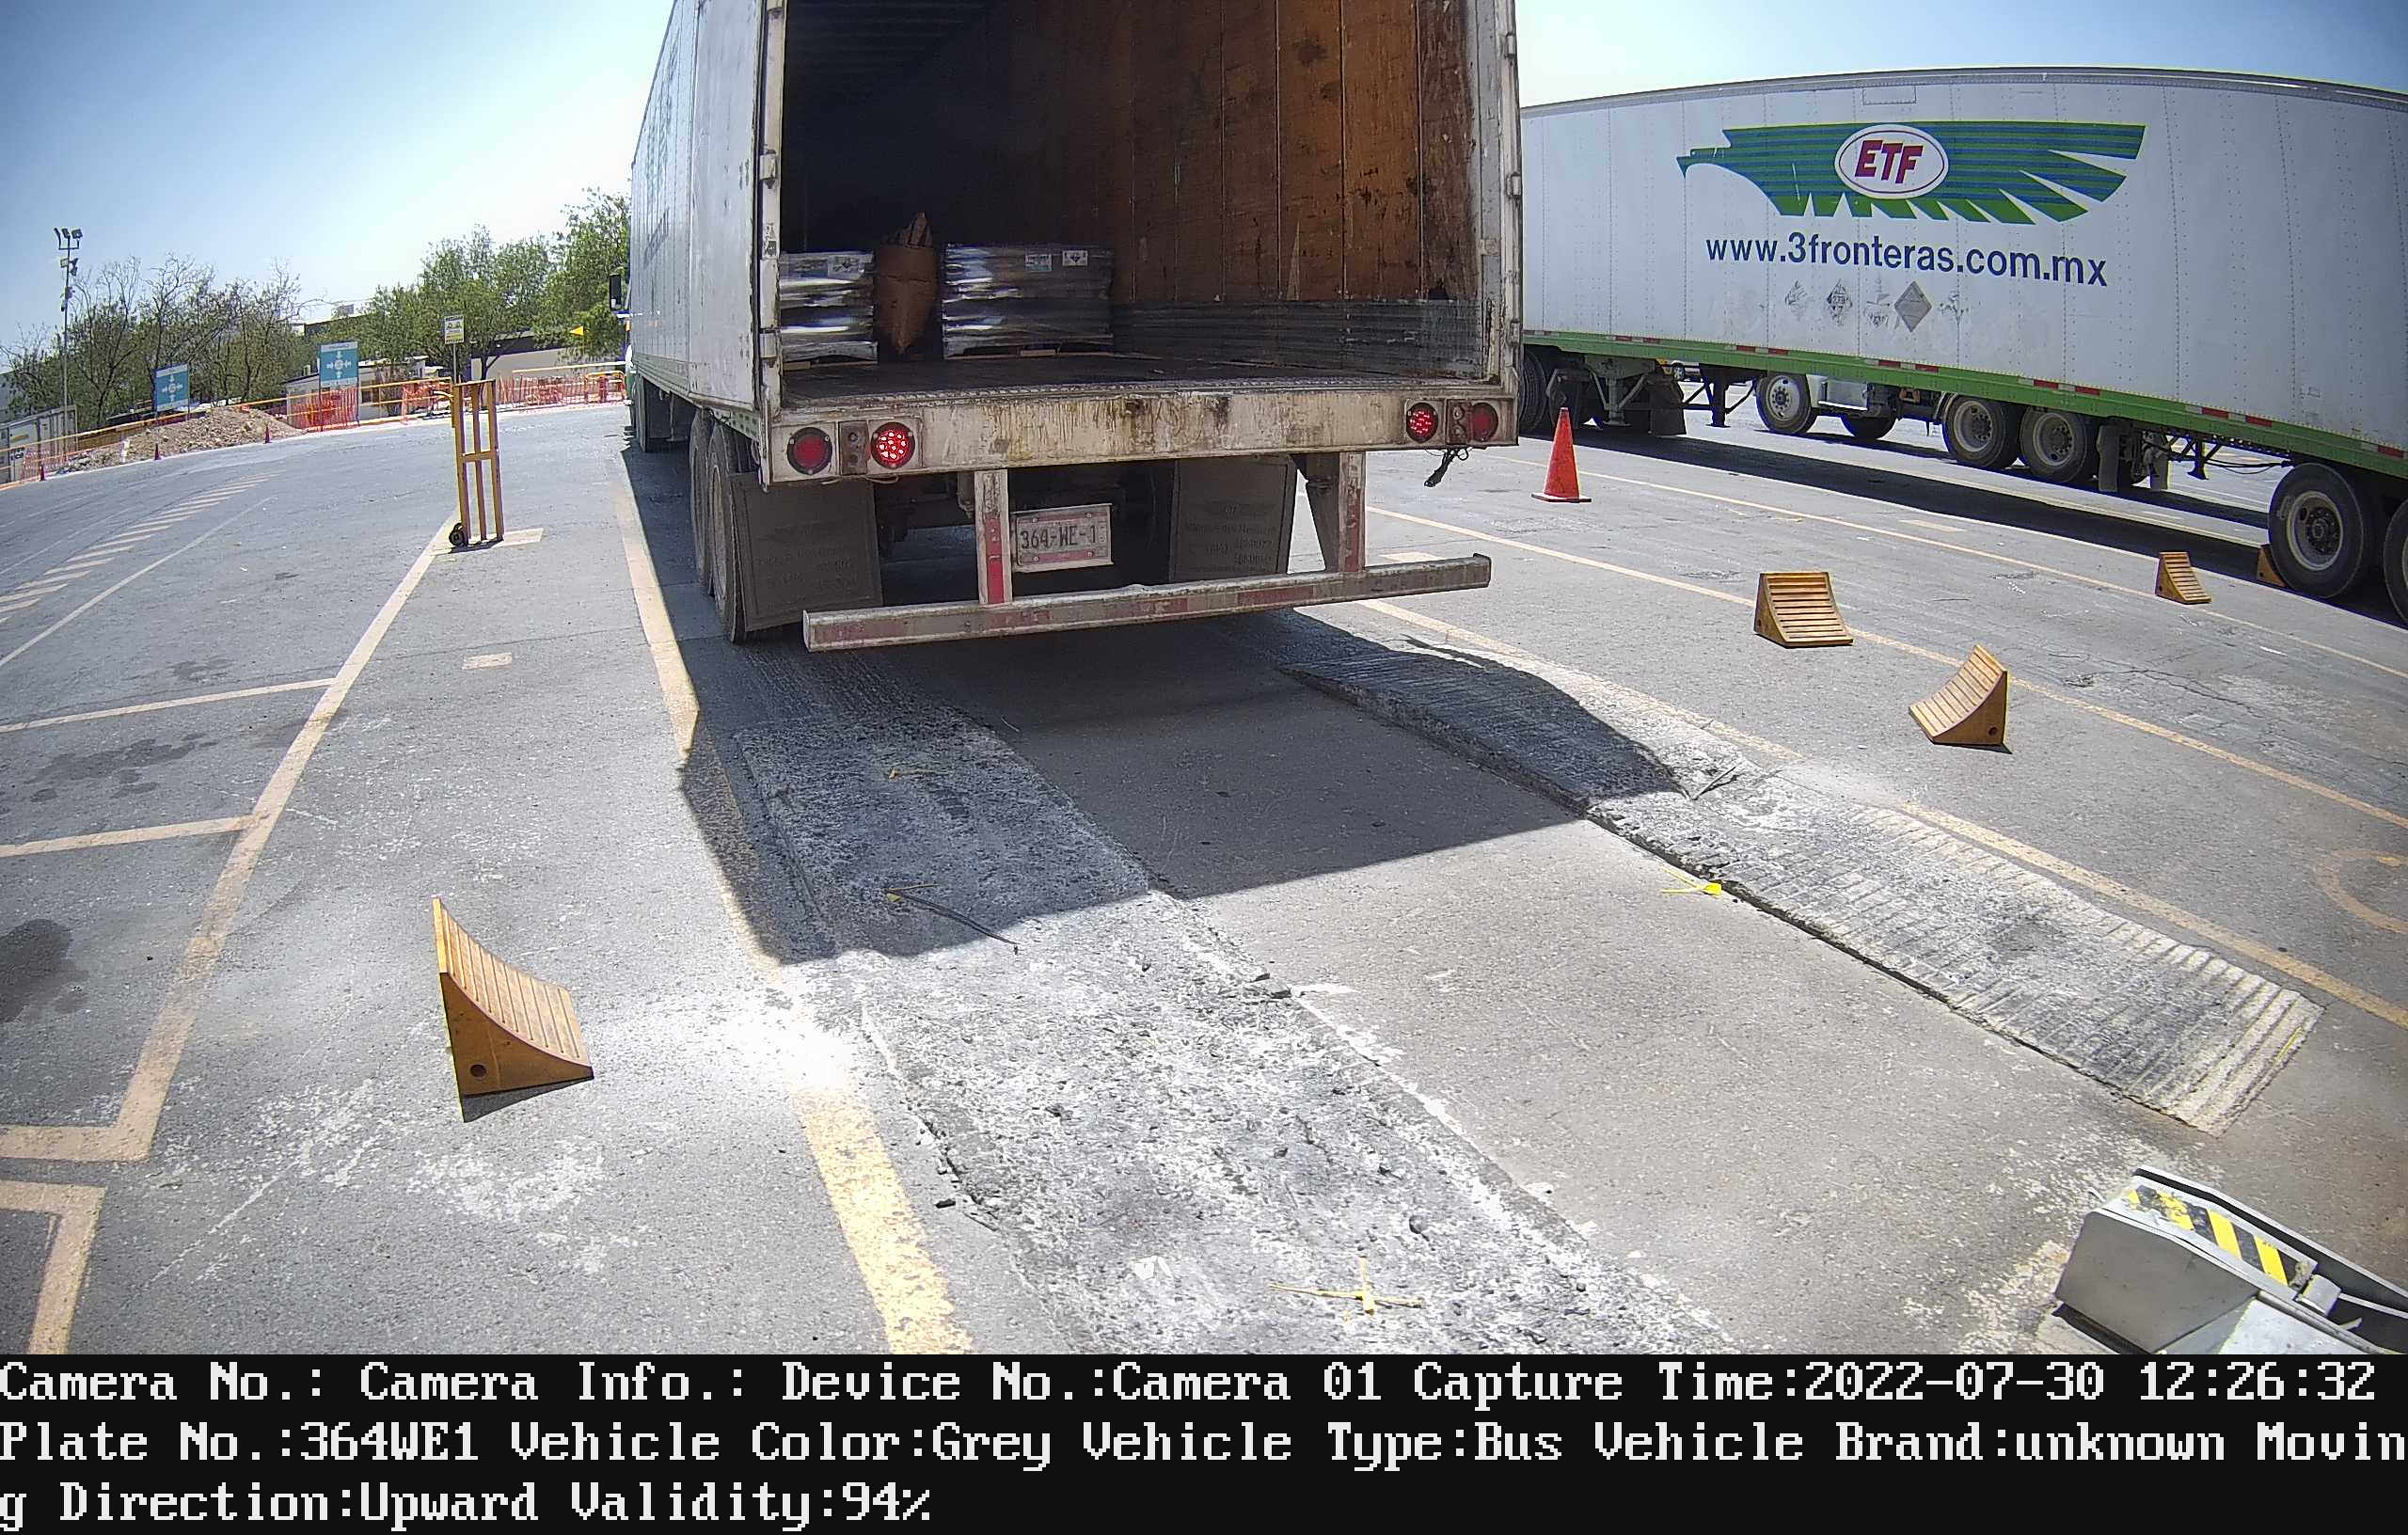 ETF
www.3fronteras.com.mx
364-WE-1
Camera No.: Camera Info.: Device No.:Camera 01 Capture Time:2022-07-30 12:26:32
Plate No.:364WE1 Vehicle Color:Grey Vehicle Type:Bus Vehicle Brand:unknown Movin
g Direction:Upward Validity:94%